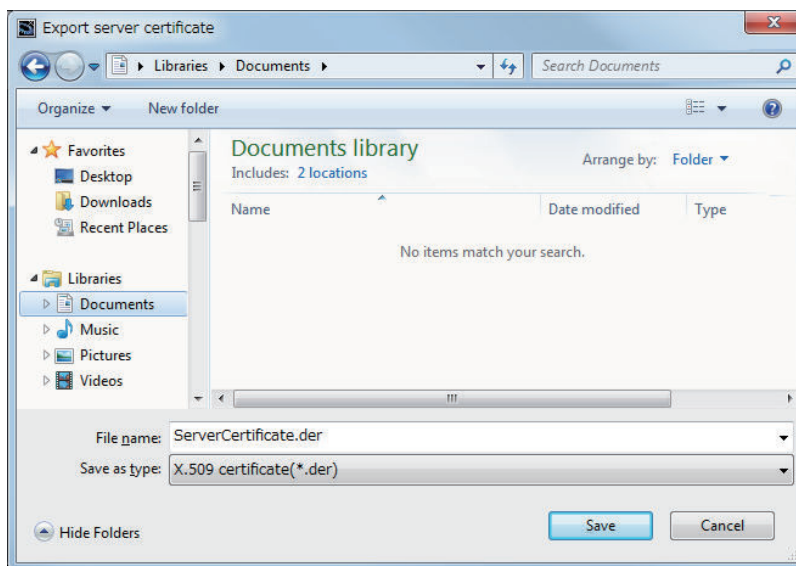 Export server certificate
Libraries Documents
Search Documents
Organize New folder
Favorites
Desktop
Downloads
Recent Places
Libraries
Documents
Music
Pictures
Videos
Documents library
Includes: 2 locations
Arrange by: Folder
Name Date modified Type
No items match your search.
File name: ServerCertificate.der
Save as type: X.509 certificate(*.der)
Hide Folders
Save Cancel